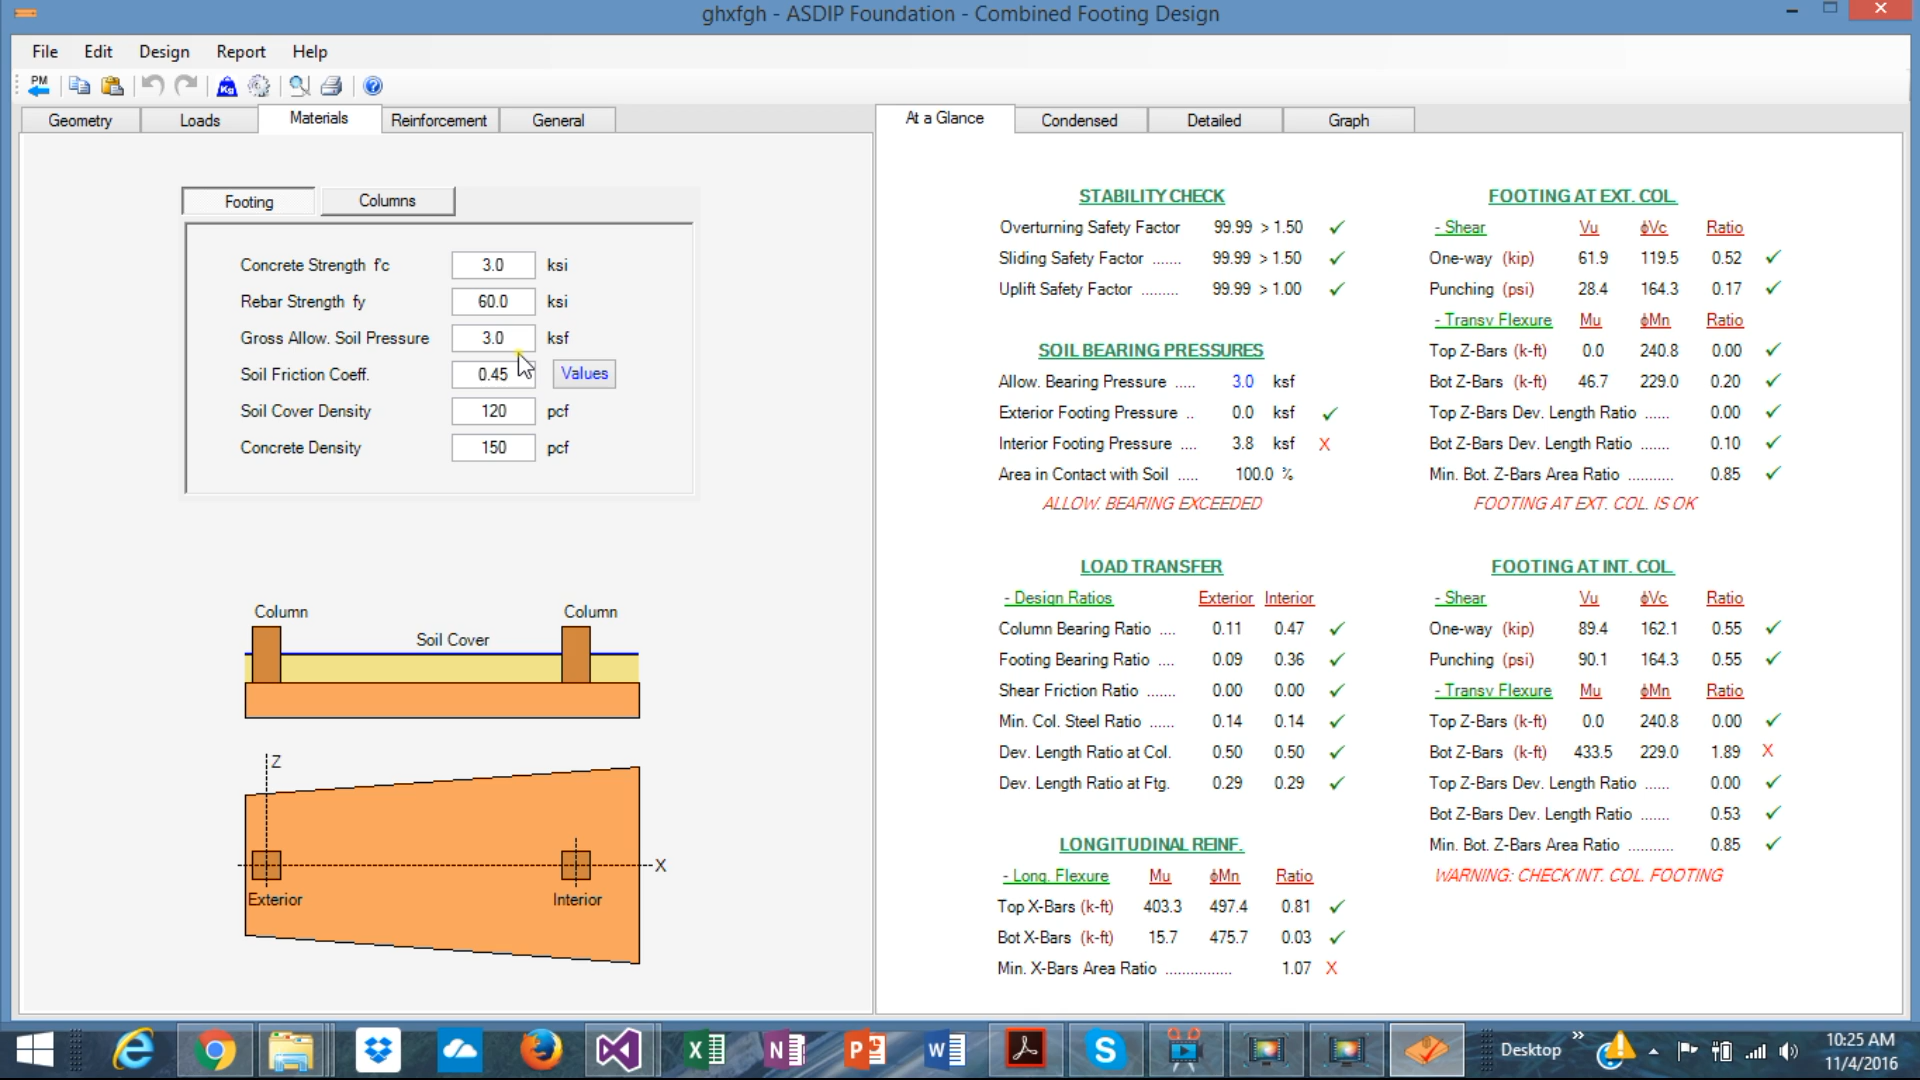 ghxfgh - ASDIP Foundation - Combined Footing Design
File Edit Design Report Help
PM Kg
Geometry Loads Materials Reinforcement General
Footing Columns
Concrete Strength f'c 3.0 ksi
Rebar Strength fy 60.0 ksi
Gross Allow. Soil Pressure 3.0 ksf
Soil Friction Coeff. 0.45 Values
Soil Cover Density 120 pcf
Concrete Density 150 pcf
Column Column
Soil Cover
Z
X
Exterior Interior
At a Glance Condensed Detailed Graph
STABILITY CHECK
Overturning Safety Factor 99.99 > 1.50 ✓
Sliding Safety Factor ....... 99.99 > 1.50 ✓
Uplift Safety Factor ......... 99.99 > 1.00 ✓
SOIL BEARING PRESSURES
Allow. Bearing Pressure ..... 3.0 ksf
Exterior Footing Pressure .. 0.0 ksf ✓
Interior Footing Pressure .... 3.8 ksf X
Area in Contact with Soil ..... 100.0 %
ALLOW. BEARING EXCEEDED
LOAD TRANSFER
- Design Ratios Exterior Interior
Column Bearing Ratio .... 0.11 0.47 ✓
Footing Bearing Ratio .... 0.09 0.36 ✓
Shear Friction Ratio ....... 0.00 0.00 ✓
Min. Col. Steel Ratio ...... 0.14 0.14 ✓
Dev. Length Ratio at Col. 0.50 0.50 ✓
Dev. Length Ratio at Ftg. 0.29 0.29 ✓
LONGITUDINAL REINF.
- Long. Flexure Mu ϕMn Ratio
Top X-Bars (k-ft) 403.3 497.4 0.81 ✓
Bot X-Bars (k-ft) 15.7 475.7 0.03 ✓
Min. X-Bars Area Ratio ................ 1.07 X
FOOTING AT EXT. COL.
- Shear Vu ϕVc Ratio
One-way (kip) 61.9 119.5 0.52 ✓
Punching (psi) 28.4 164.3 0.17 ✓
- Transv Flexure Mu ϕMn Ratio
Top Z-Bars (k-ft) 0.0 240.8 0.00 ✓
Bot Z-Bars (k-ft) 46.7 229.0 0.20 ✓
Top Z-Bars Dev. Length Ratio ...... 0.00 ✓
Bot Z-Bars Dev. Length Ratio ....... 0.10 ✓
Min. Bot. Z-Bars Area Ratio ........... 0.85 ✓
FOOTING AT EXT. COL. IS OK
FOOTING AT INT. COL.
- Shear Vu ϕVc Ratio
One-way (kip) 89.4 162.1 0.55 ✓
Punching (psi) 90.1 164.3 0.55 ✓
- Transv Flexure Mu ϕMn Ratio
Top Z-Bars (k-ft) 0.0 240.8 0.00 ✓
Bot Z-Bars (k-ft) 433.5 229.0 1.89 X
Top Z-Bars Dev. Length Ratio ...... 0.00 ✓
Bot Z-Bars Dev. Length Ratio ....... 0.53 ✓
Min. Bot. Z-Bars Area Ratio ........... 0.85 ✓
WARNING: CHECK INT. COL. FOOTING
Desktop » 10:25 AM
11/4/2016